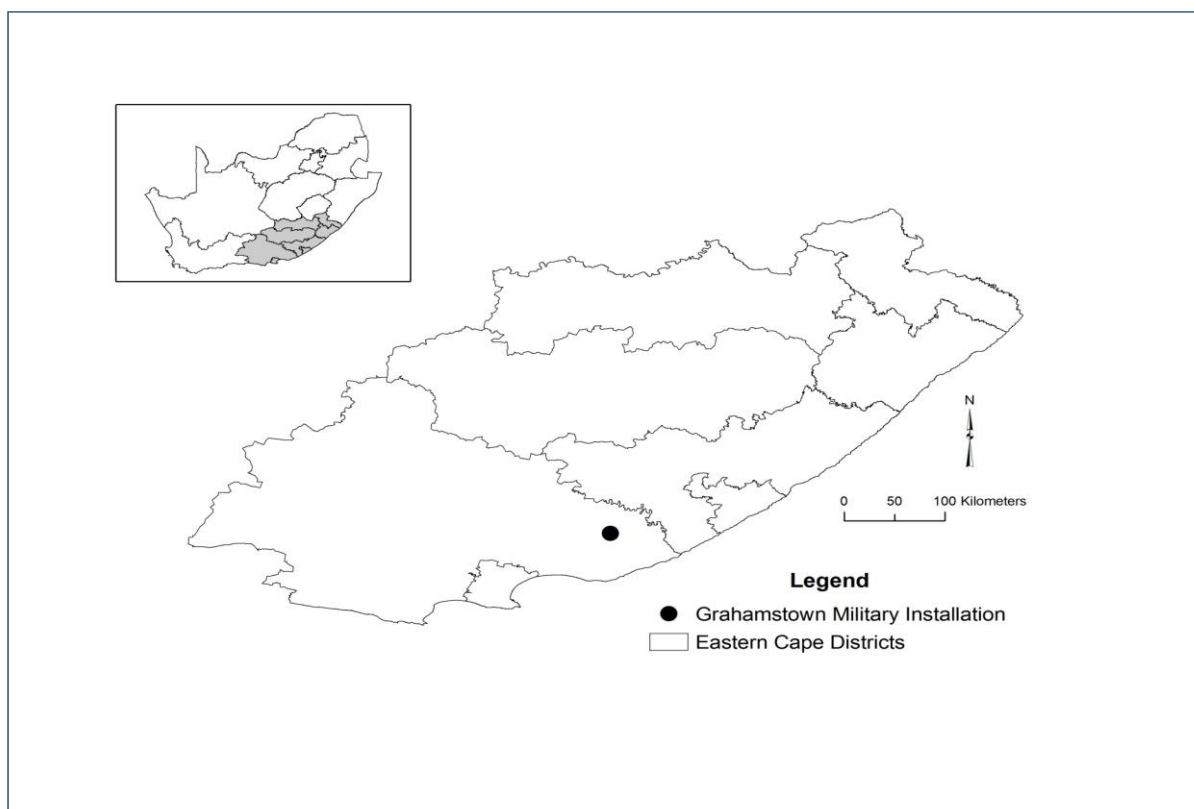 N
0 50 100 Kilometers
Legend
Grahamstown Military Installation
Eastern Cape Districts